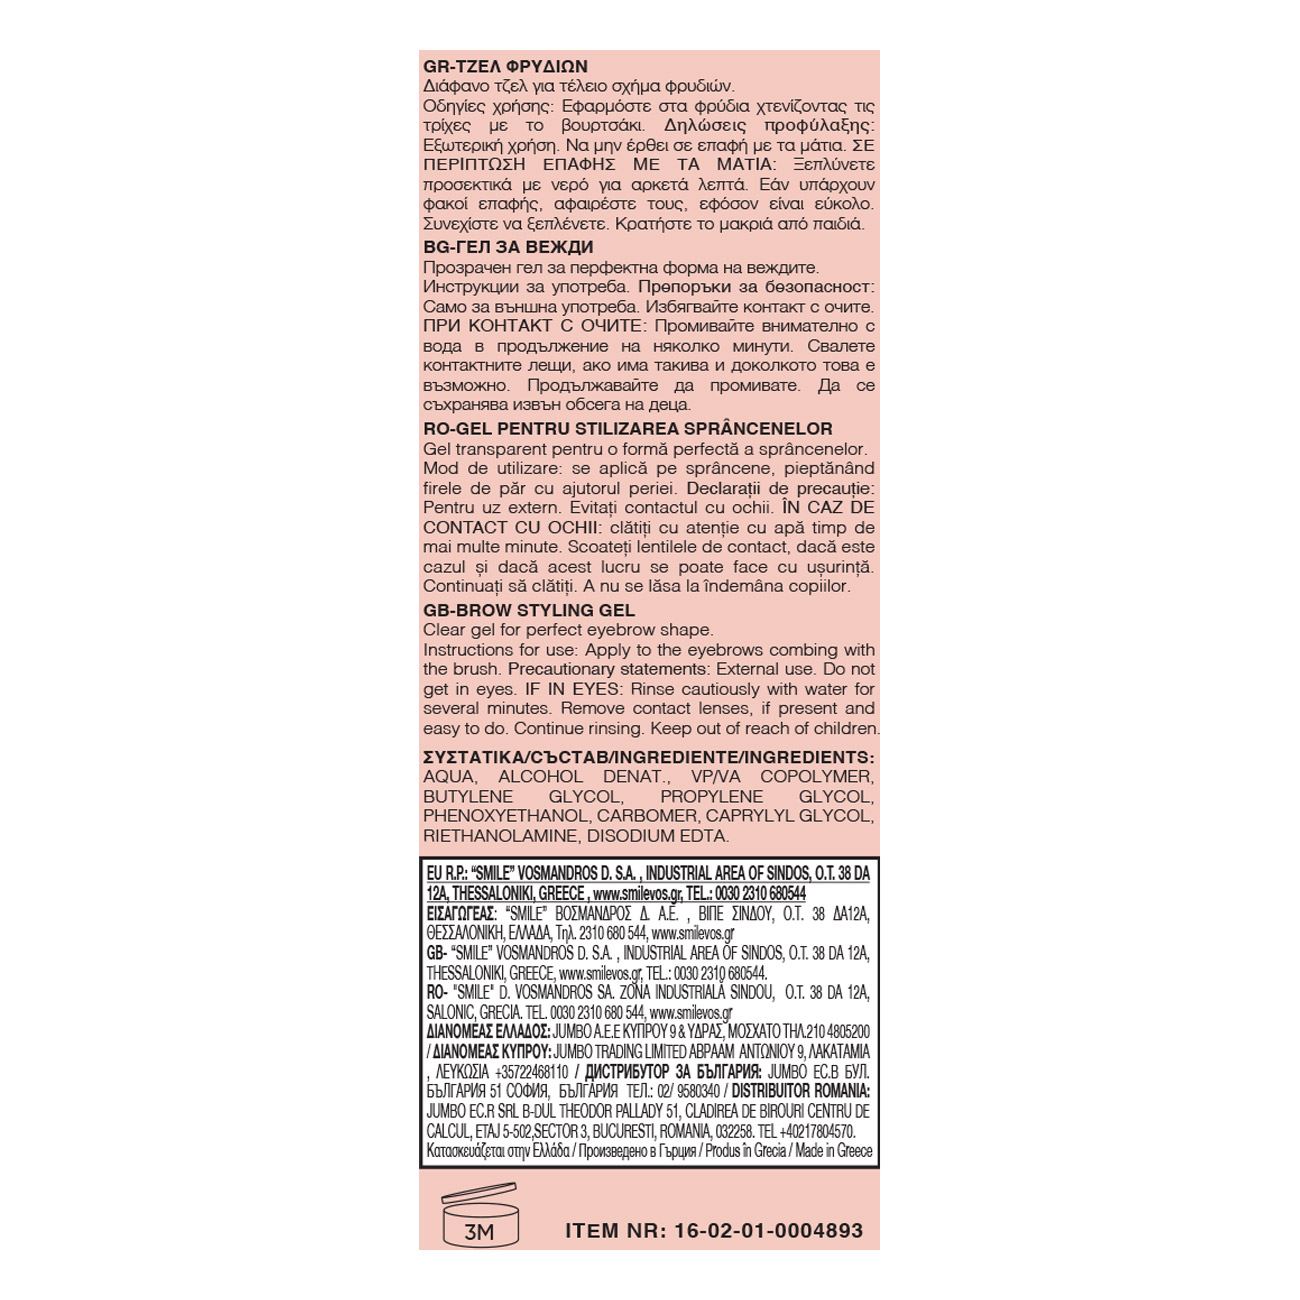 GR-ΤΖΕΛ ΦΡΥΔΙΩΝ
Διάφανο τζελ για τέλειο σχήμα φρυδιών.
Οδηγίες χρήσης: Εφαρμόστε στα φρύδια χτενίζοντας τις
τρίχες με το βουρτσάκι. Δηλώσεις προφύλαξης:
Εξωτερική χρήση. Να μην έρθει σε επαφή με τα μάτια. ΣΕ
ΠΕΡΙΠΤΩΣΗ ΕΠΑΦΗΣ ΜΕ ΤΑ ΜΑΤΙΑ: Ξεπλύνετε
προσεκτικά με νερό για αρκετά λεπτά. Εάν υπάρχουν
φακοί επαφής, αφαιρέστε τους, εφόσον είναι εύκολο.
Συνεχίστε να ξεπλένετε. Κρατήστε το μακριά από παιδιά.
BG-ГЕЛ ЗА ВЕЖДИ
Прозрачен гел за перфектна форма на веждите.
Инструкции за употреба. Препоръки за безопасност:
Само за външна употреба. Избягвайте контакт с очите.
ПРИ КОНТАКТ С ОЧИТЕ: Промивайте внимателно с
вода в продължение на няколко минути. Свалете
контактните лещи, ако има такива и доколкото това е
възможно. Продължавайте да промивате. Да се
съхранява извън обсега на деца.
RO-GEL PENTRU STILIZAREA SPRÂNCENELOR
Gel transparent pentru o formă perfectă a sprâncenelor.
Mod de utilizare: se aplică pe sprâncene, pieptănând
firele de păr cu ajutorul periei. Declarații de precauție:
Pentru uz extern. Evitați contactul cu ochii. ÎN CAZ DE
CONTACT CU OCHII: clătiți cu atenție cu apă timp de
mai multe minute. Scoateți lentilele de contact, dacă este
cazul și dacă acest lucru se poate face cu ușurință.
Continuați să clătiți. A nu se lăsa la îndemâna copiilor.
GB-BROW STYLING GEL
Clear gel for perfect eyebrow shape.
Instructions for use: Apply to the eyebrows combing with
the brush. Precautionary statements: External use. Do not
get in eyes. IF IN EYES: Rinse cautiously with water for
several minutes. Remove contact lenses, if present and
easy to do. Continue rinsing. Keep out of reach of children.
ΣΥΣΤΑΤΙΚΑ/СЪСТАВ/INGREDIENTE/INGREDIENTS:
AQUA, ALCOHOL DENAT., VP/VA COPOLYMER,
BUTYLENE GLYCOL, PROPYLENE GLYCOL,
PHENOXYETHANOL, CARBOMER, CAPRYLYL GLYCOL,
RIETHANOLAMINE, DISODIUM EDTA.
EU R.P.: “SMILE” VOSMANDROS D. S.A. , INDUSTRIAL AREA OF SINDOS, O.T. 38 DA
12A, THESSALONIKI, GREECE , www.smilevos.gr, TEL.: 0030 2310 680544
ΕΙΣΑΓΩΓΕΑΣ: “SMILE” ΒΟΣΜΑΝΔΡΟΣ Δ. Α.Ε. , ΒΙΠΕ ΣΙΝΔΟΥ, Ο.Τ. 38 ΔΑ12Α,
ΘΕΣΣΑΛΟΝΙΚΗ, ΕΛΛΑΔΑ, Τηλ. 2310 680 544, www.smilevos.gr
GB- “SMILE” VOSMANDROS D. S.A. , INDUSTRIAL AREA OF SINDOS, O.T. 38 DA 12A,
THESSALONIKI, GREECE, www.smilevos.gr, TEL.: 0030 2310 680544.
RO- "SMILE" D. VOSMANDROS SA. ZONA INDUSTRIALĂ SINDOU, O.T. 38 DA 12A,
SALONIC, GRECIA. TEL. 0030 2310 680 544, www.smilevos.gr
ΔΙΑΝΟΜΕΑΣ ΕΛΛΑΔΟΣ: JUMBO A.E.E ΚΥΠΡΟΥ 9 & ΥΔΡΑΣ, ΜΟΣΧΑΤΟ ΤΗΛ.210 4805200
/ ΔΙΑΝΟΜΕΑΣ ΚΥΠΡΟΥ: JUMBO TRADING LIMITED ΑΒΡΑΑΜ ΑΝΤΩΝΙΟΥ 9, ΛΑΚΑΤΑΜΙΑ
, ΛΕΥΚΩΣΙΑ +35722468110 / ДИСТРИБУТОР ЗА БЪЛГАРИЯ: JUMBO EC.B БУЛ.
БЪЛГАРИЯ 51 СОФИЯ, БЪЛГАРИЯ ТЕЛ.: 02/ 9580340 / DISTRIBUITOR ROMANIA:
JUMBO EC.R SRL B-DUL THEODOR PALLADY 51, CLADIREA DE BIROURI CENTRU DE
CALCUL, ETAJ 5-502,SECTOR 3, BUCURESTI, ROMANIA, 032258. TEL +40217804570.
Κατασκευάζεται στην Ελλάδα / Произведено в Гърция / Produs în Grecia / Made in Greece
3M
ITEM NR: 16-02-01-0004893